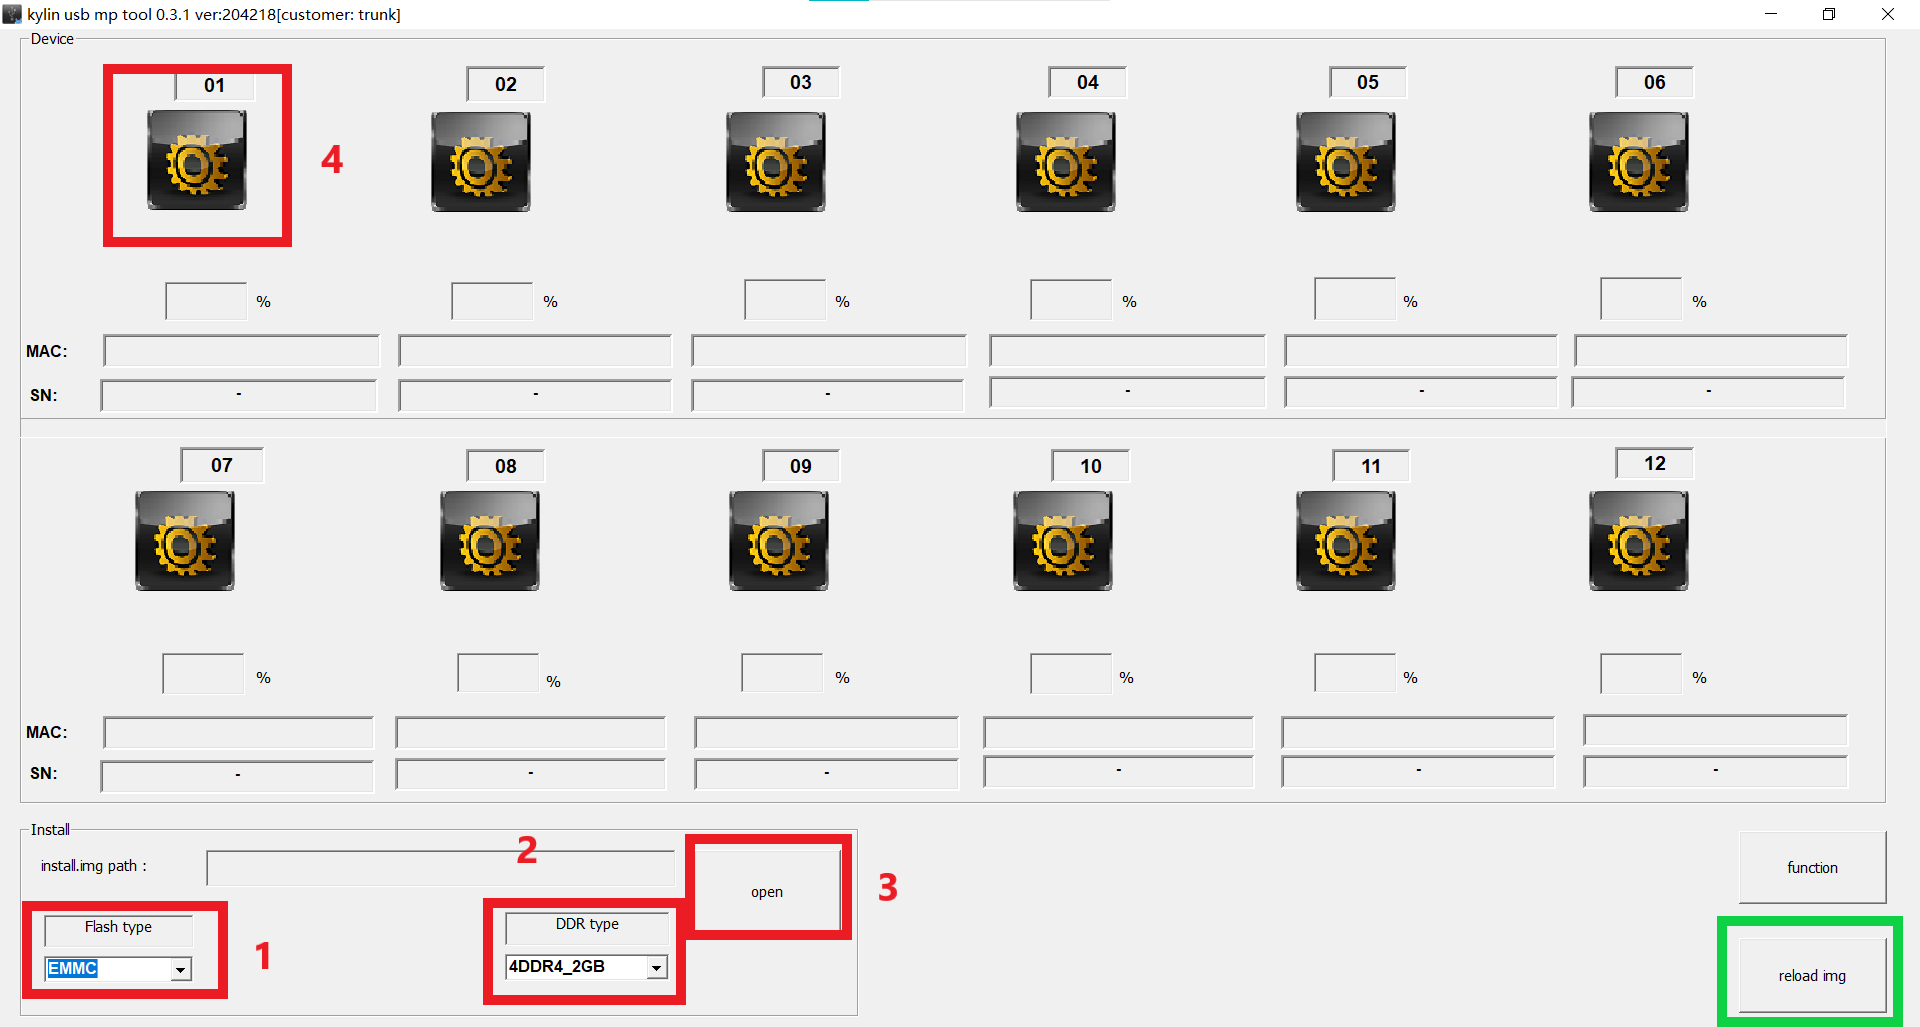 kylin usb mp tool 0.3.1 ver:204218[customer: trunk]
Device
01 02 03 04 05 06
4
% % % % % %
MAC:
SN: - - - - - -
07 08 09 10 11 12
% % % % % %
MAC:
SN: - - - - - -
Install
install.img path :
2
open
3
function
Flash type
EMMC
1
DDR type
4DDR4_2GB
reload img